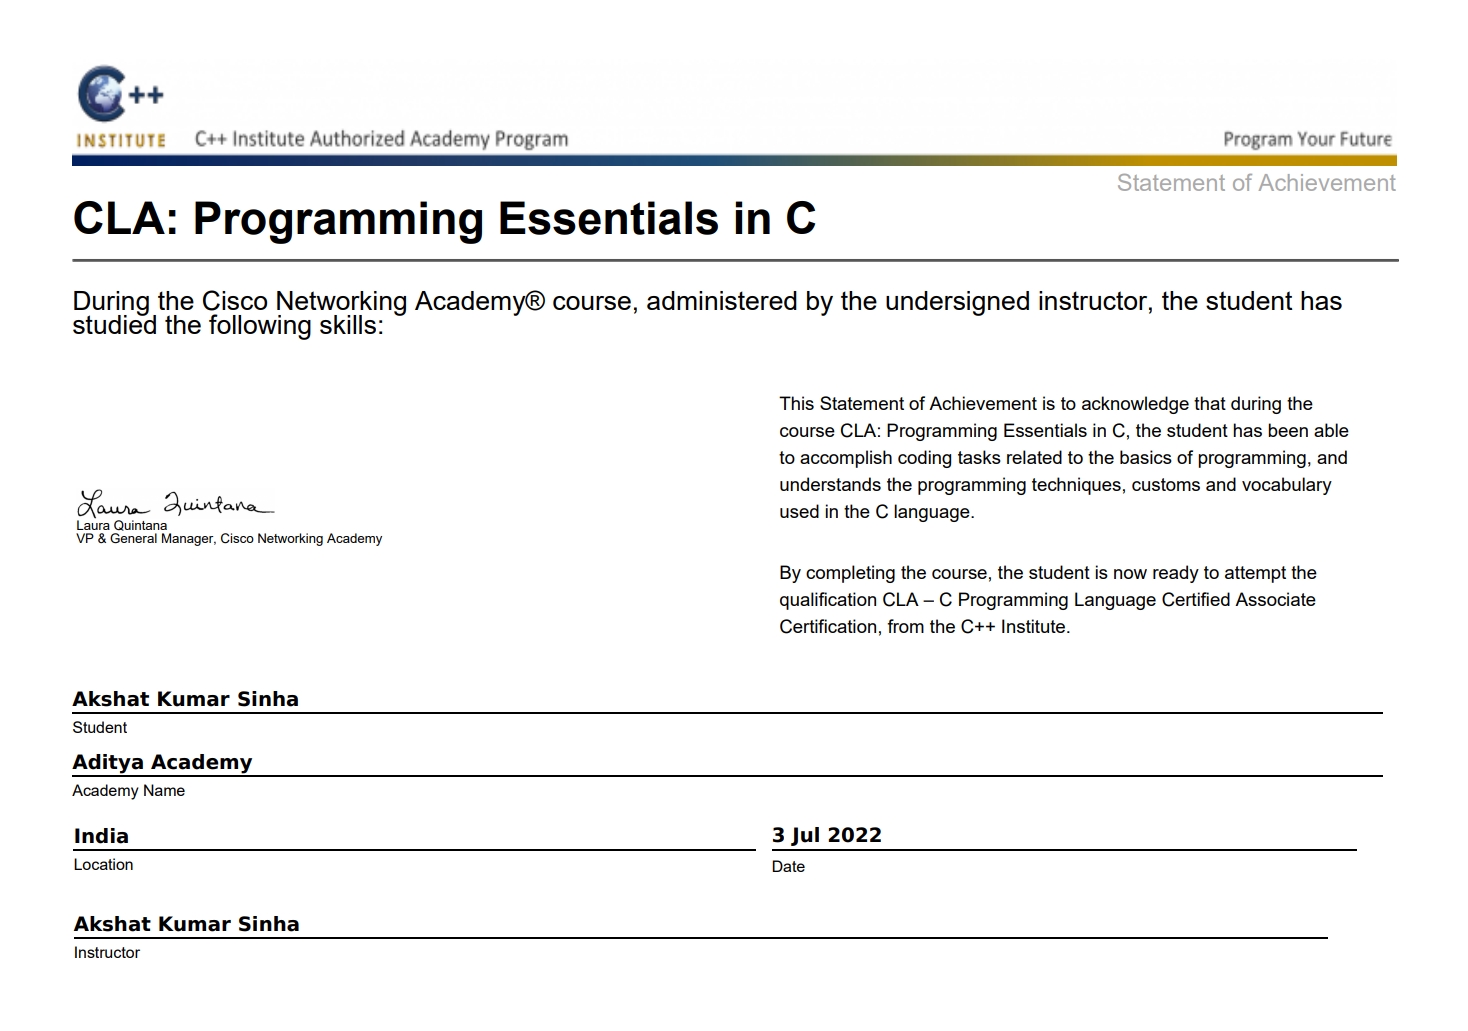 C++
INSTITUTE
C++ Institute Authorized Academy Program
Program Your Future
Statement of Achievement
CLA: Programming Essentials in C
During the Cisco Networking Academy® course, administered by the undersigned instructor, the student has
studied the following skills:
This Statement of Achievement is to acknowledge that during the
course CLA: Programming Essentials in C, the student has been able
to accomplish coding tasks related to the basics of programming, and
understands the programming techniques, customs and vocabulary
used in the C language.
By completing the course, the student is now ready to attempt the
qualification CLA – C Programming Language Certified Associate
Certification, from the C++ Institute.
Laura Quintana
Laura Quintana
VP & General Manager, Cisco Networking Academy
Akshat Kumar Sinha
Student
Aditya Academy
Academy Name
India
Location
3 Jul 2022
Date
Akshat Kumar Sinha
Instructor